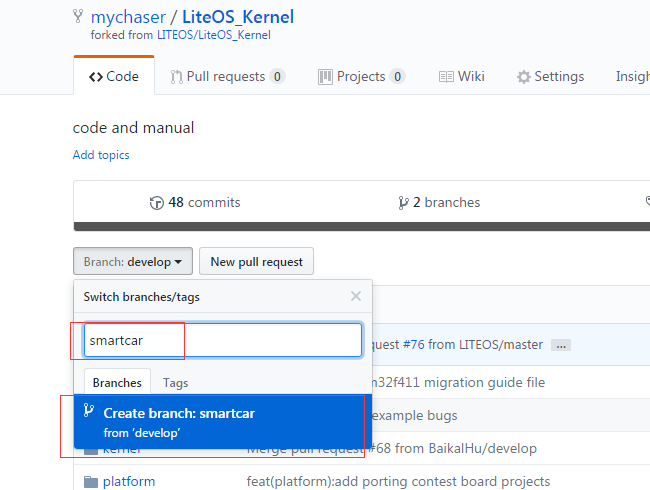 mychaser / LiteOS_Kernel
forked from LITEOS/LiteOS_Kernel
Code Pull requests 0 Projects 0 Wiki Settings Insigh
code and manual
Add topics
48 commits 2 branches
Branch: develop New pull request
Switch branches/tags
smartcar
quest #76 from LITEOS/master ...
Branches Tags
m32f411 migration guide file
Create branch: smartcar
from ‘develop’
example bugs
kernel Merge pull request #68 from BaikalHu/develop
platform feat(platform):add porting contest board projects